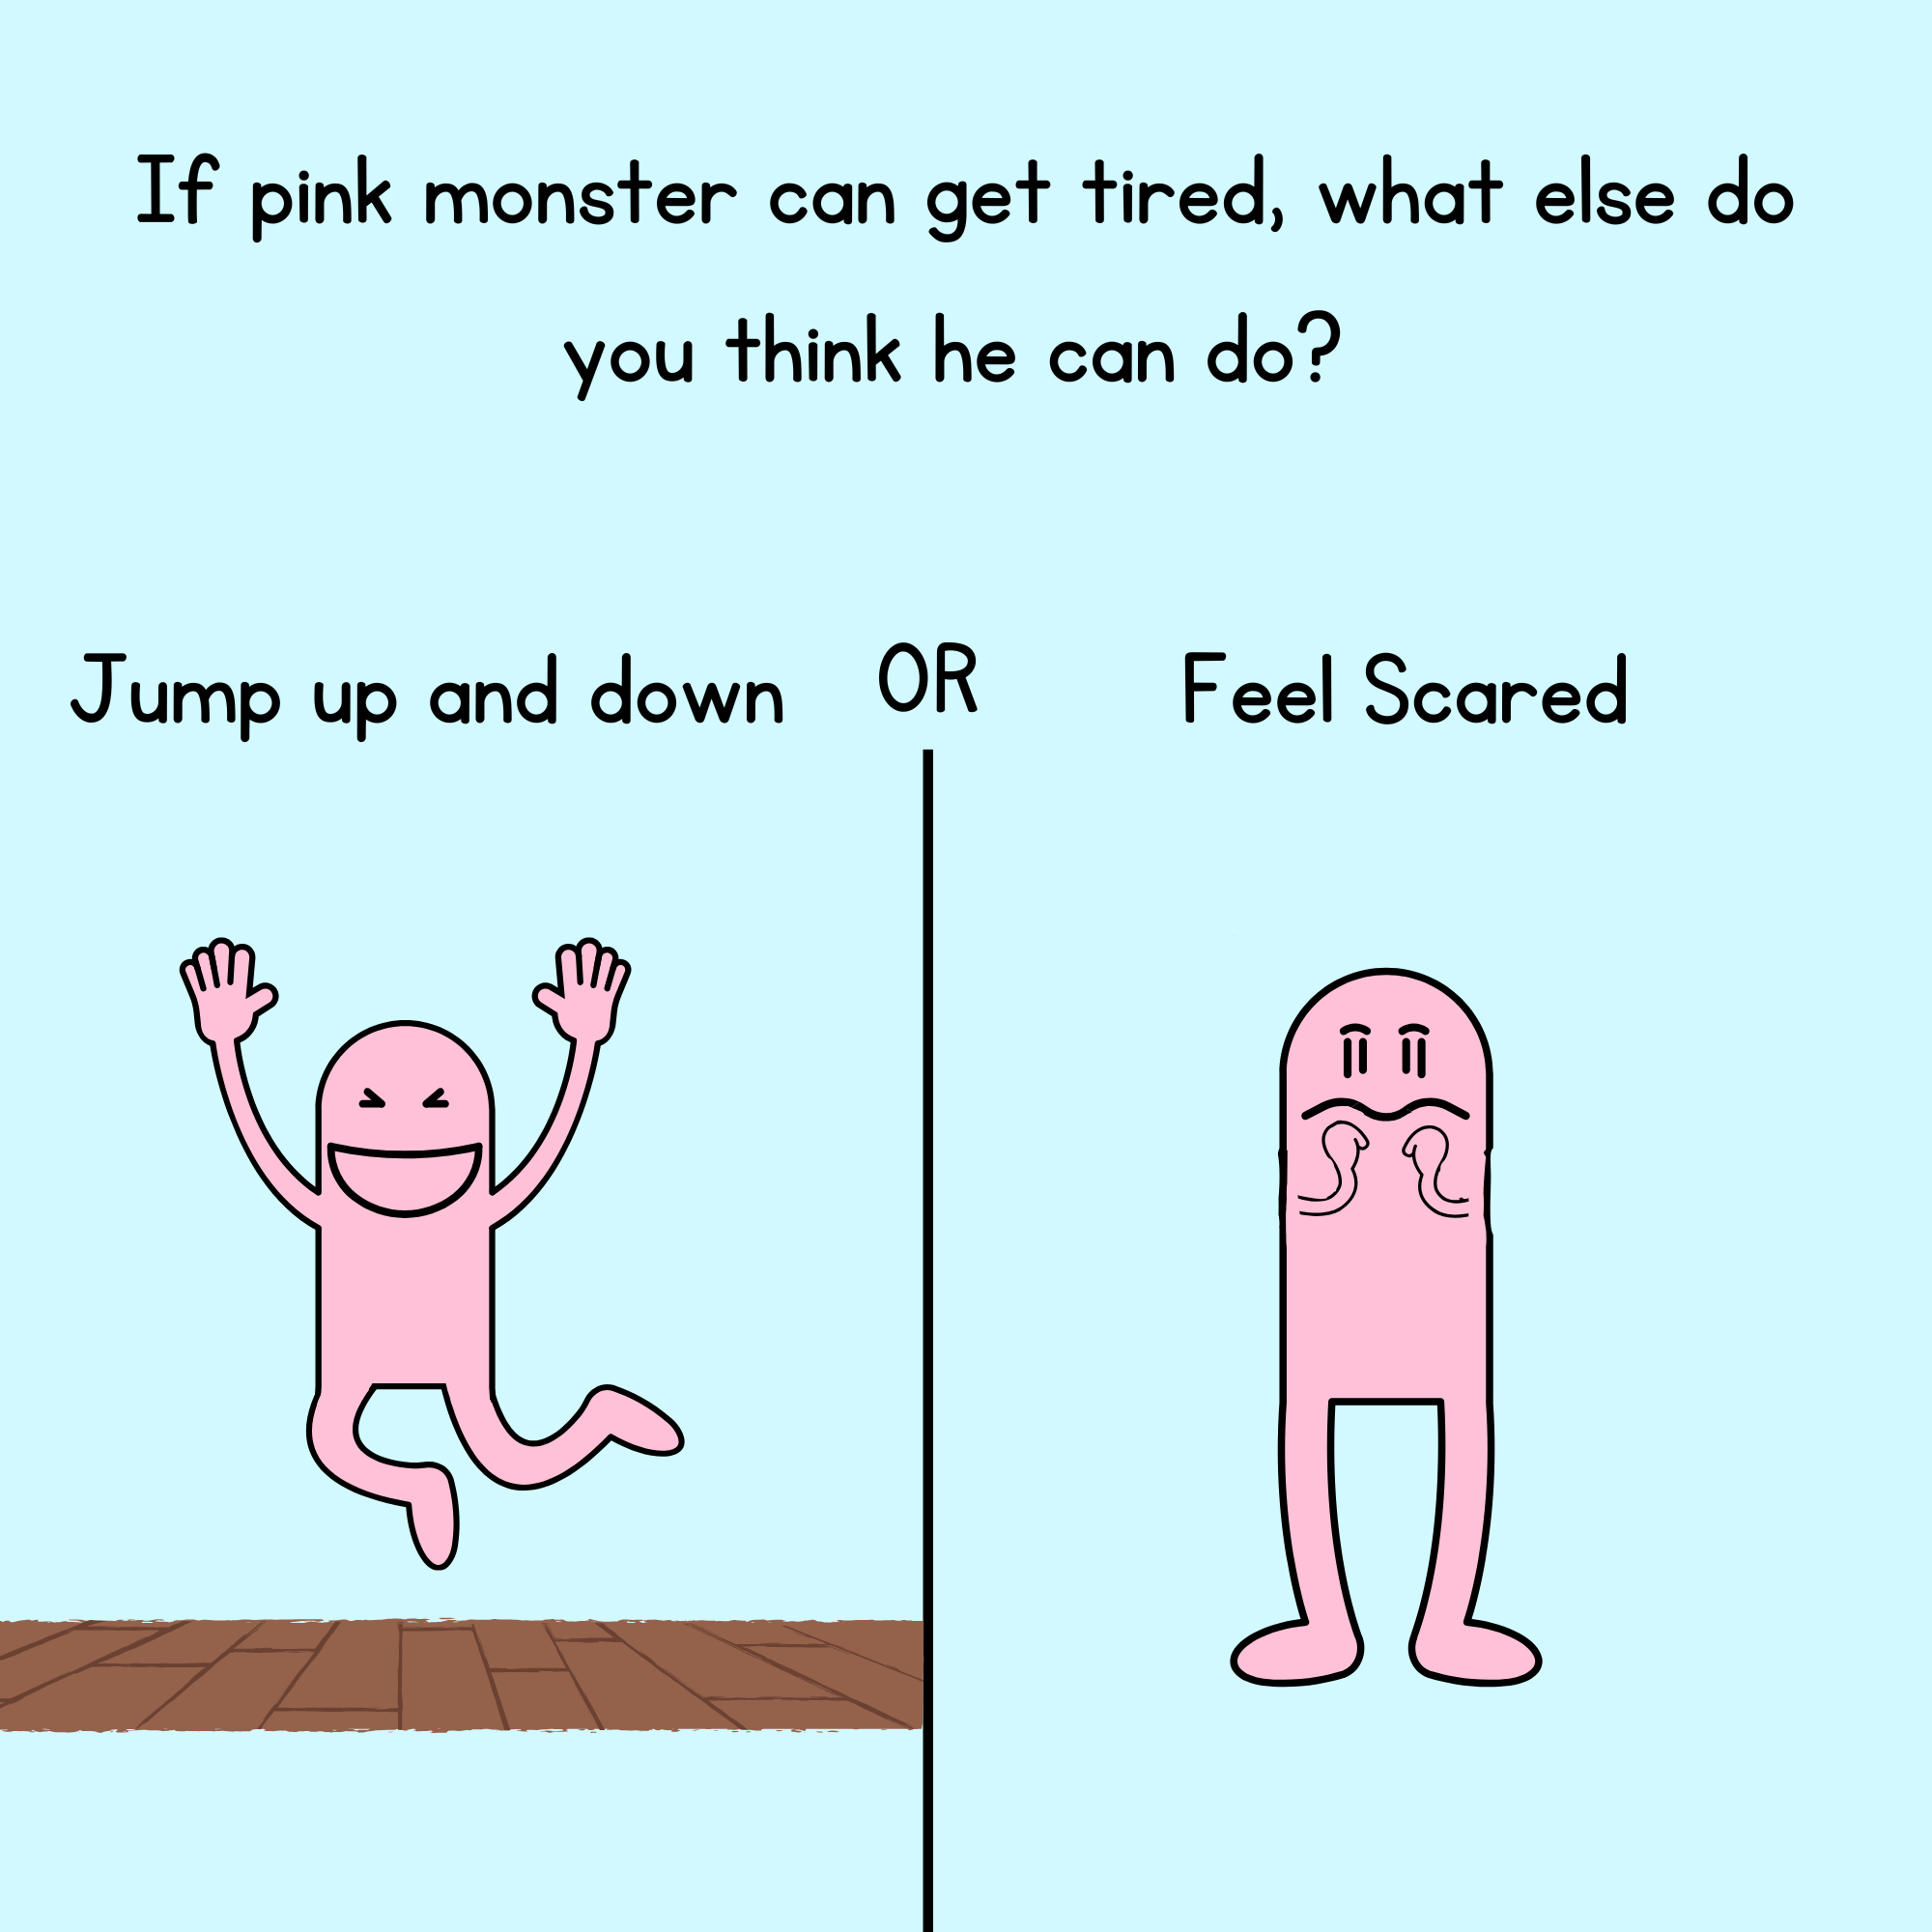 If pink monster can get tired, what else do
you think he can do?
Jump up and down OR Feel Scared